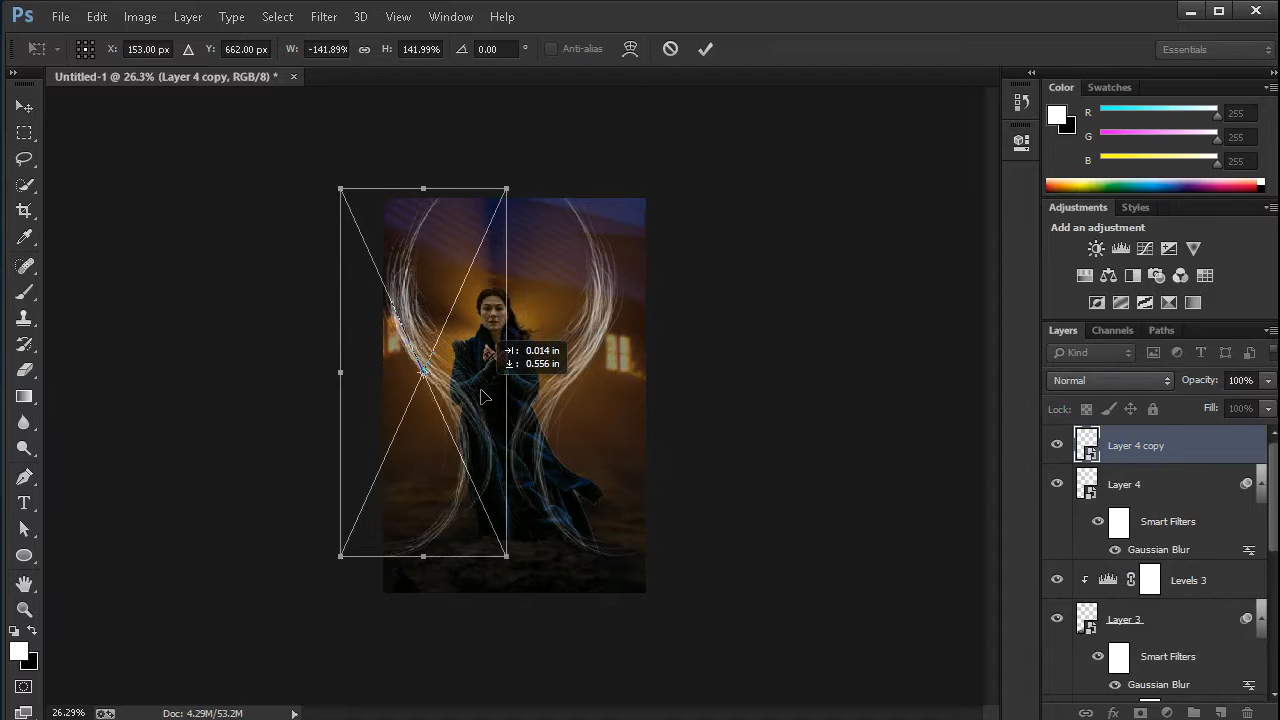 Ps File Edit Image Layer Type Select Filter 3D View Window Help
X: 153.00 px Y: 662.00 px W: -141.89% H: 141.99% 0.00 ° Anti-alias Essentials
Untitled-1 @ 26.3% (Layer 4 copy, RGB/8) *
Color Swatches
R 255
G 255
B 255
Adjustments Styles
Add an adjustment
Layers Channels Paths
Kind
Normal Opacity: 100%
Lock: Fill: 100%
Layer 4 copy
Layer 4
Smart Filters
Gaussian Blur
Levels 3
Layer 3
Smart Filters
Gaussian Blur
: 0.014 in
: 0.556 in
26.29% Doc: 4.29M/53.2M